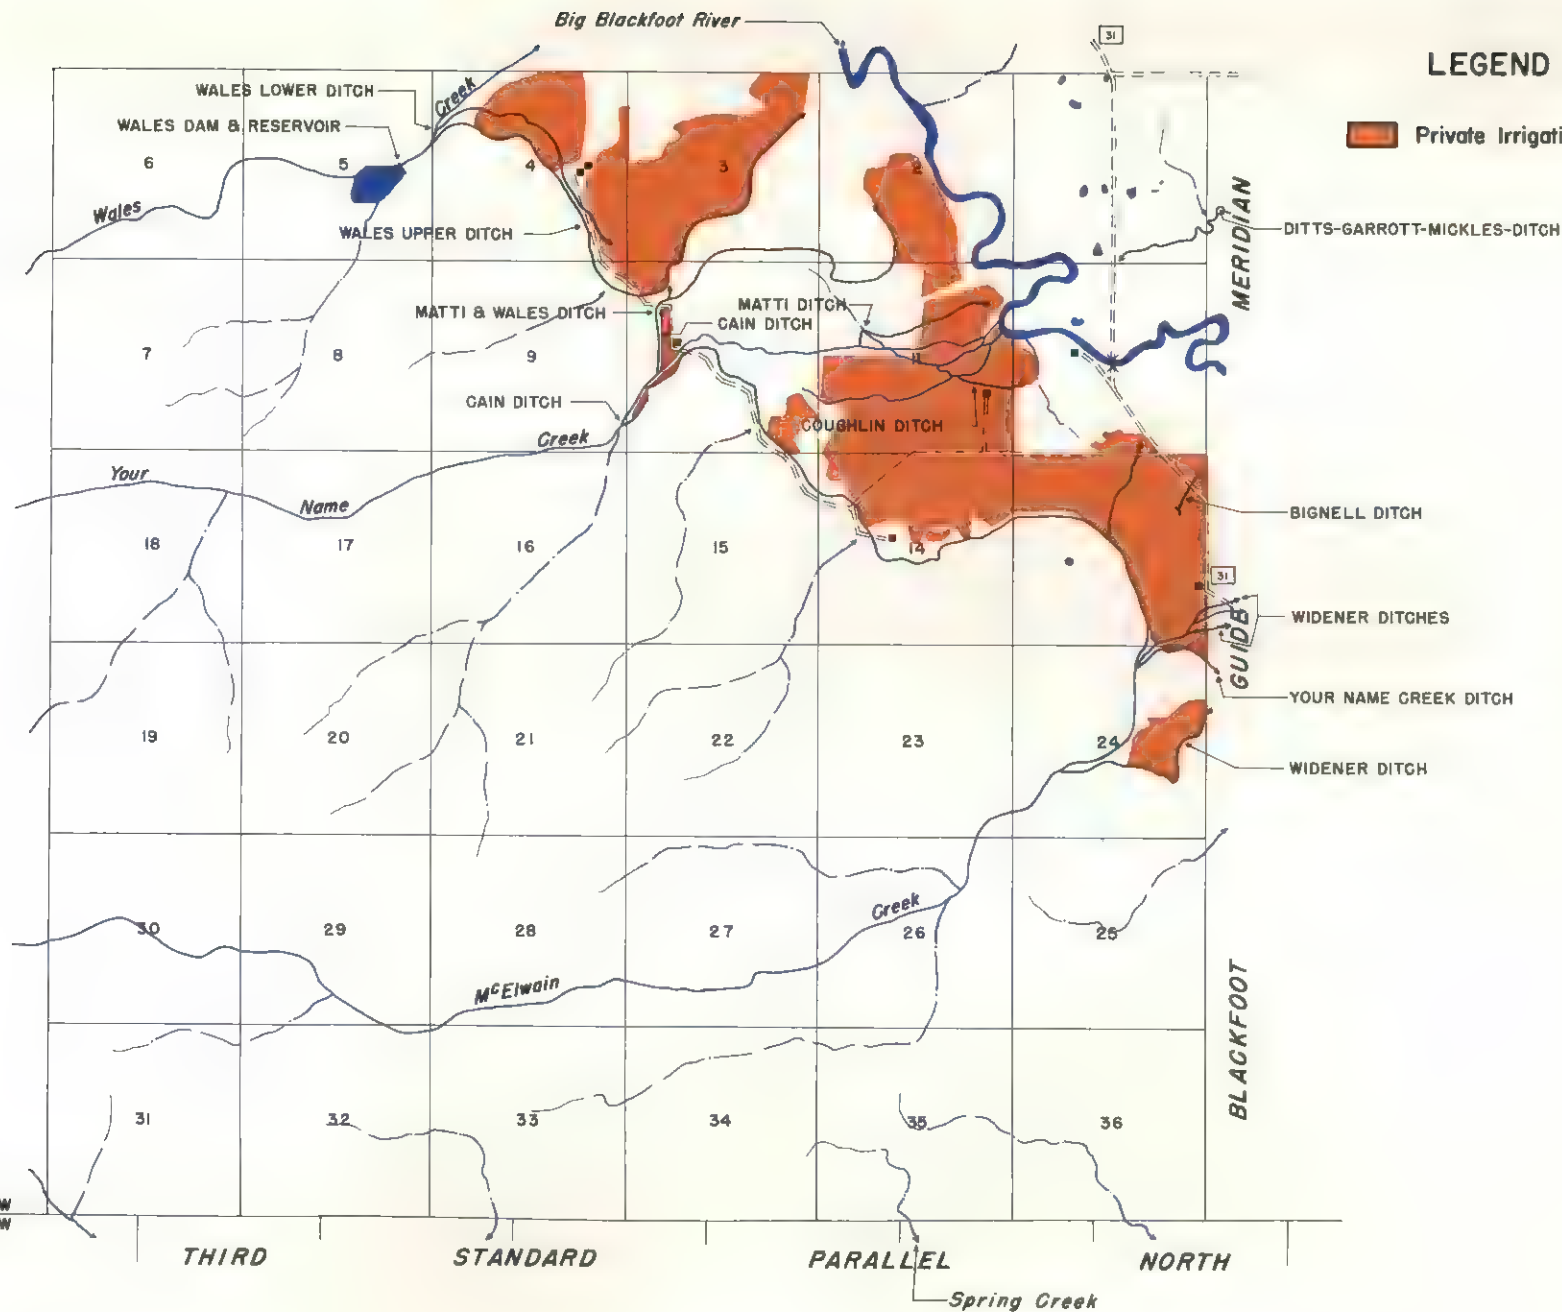 Big Blackfoot River
31
LEGEND
Private Irrigati
WALES LOWER DITCH
Creek
WALES DAM & RESERVOIR
6
5
4
3
2
Wales
WALES UPPER DITCH
DITTS-GARROTT-MICKLES-DITCH
MERIDIAN
MATTI & WALES DITCH
MATTI DITCH
CAIN DITCH
7
8
9
11
CAIN DITCH
COUGHLIN DITCH
Creek
Your
Name
BIGNELL DITCH
18
17
16
15
14
31
WIDENER DITCHES
GUIDE
YOUR NAME CREEK DITCH
19
20
21
22
23
24
WIDENER DITCH
Creek
30
29
28
27
26
25
McElwain
BLACKFOOT
31
32
33
34
35
36
W
W
THIRD
STANDARD
PARALLEL
NORTH
Spring Creek